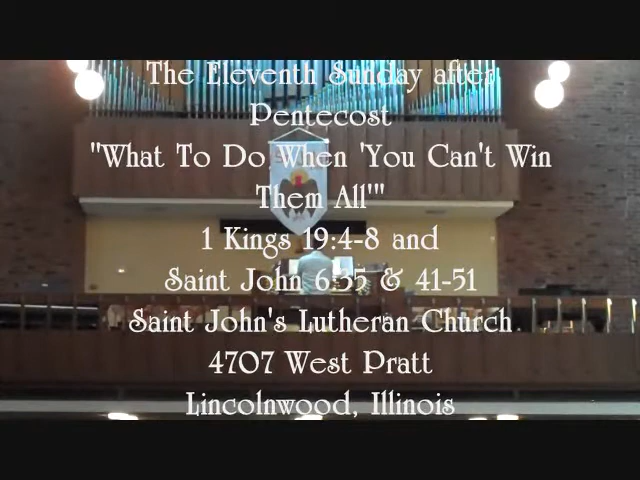 The Eleventh Sunday after
Pentecost
"What To Do When 'You Can't Win
Them All'"
1 Kings 19:4-8 and
Saint John 6:35 & 41-51
Saint John's Lutheran Church
4707 West Pratt
Lincolnwood, Illinois